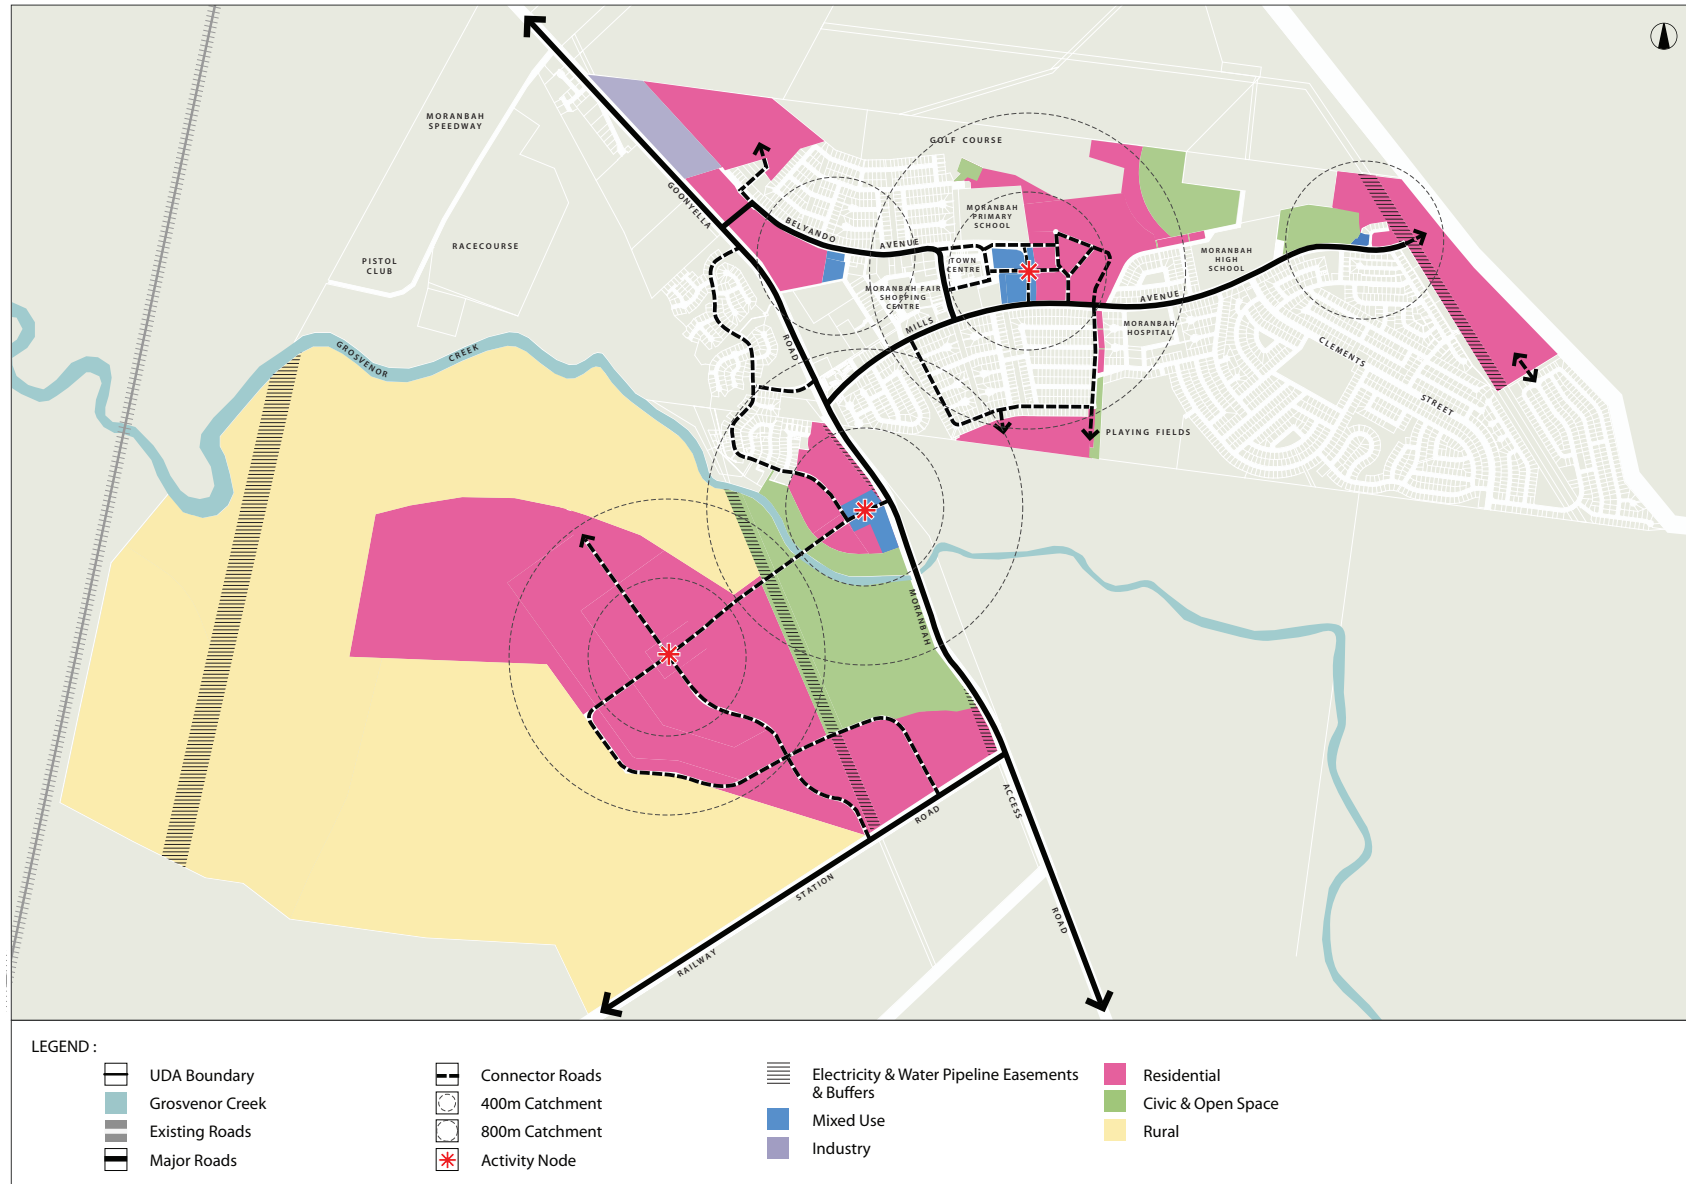 MORANBAH
SPEEDWAY
GOLF COURSE
GOONYELLA
MORANBAH
PRIMARY
SCHOOL
BELYANDO
AVENUE
RACECOURSE
PISTOL
CLUB
TOWN
CENTRE
MORANBAH
HIGH
SCHOOL
MORANBAH FAIR
SHOPPING
CENTRE
AVENUE
MILLS
MORANBAH
HOSPITAL
ROAD
GROSVENOR
CREEK
CLEMENTS
STREET
PLAYING FIELDS
MORANBAH
ACCESS
ROAD
ROAD
STATION
RAILWAY
LEGEND :
UDA Boundary
Grosvenor Creek
Existing Roads
Major Roads
Connector Roads
400m Catchment
800m Catchment
Activity Node
Electricity & Water Pipeline Easements
& Buffers
Mixed Use
Industry
Residential
Civic & Open Space
Rural